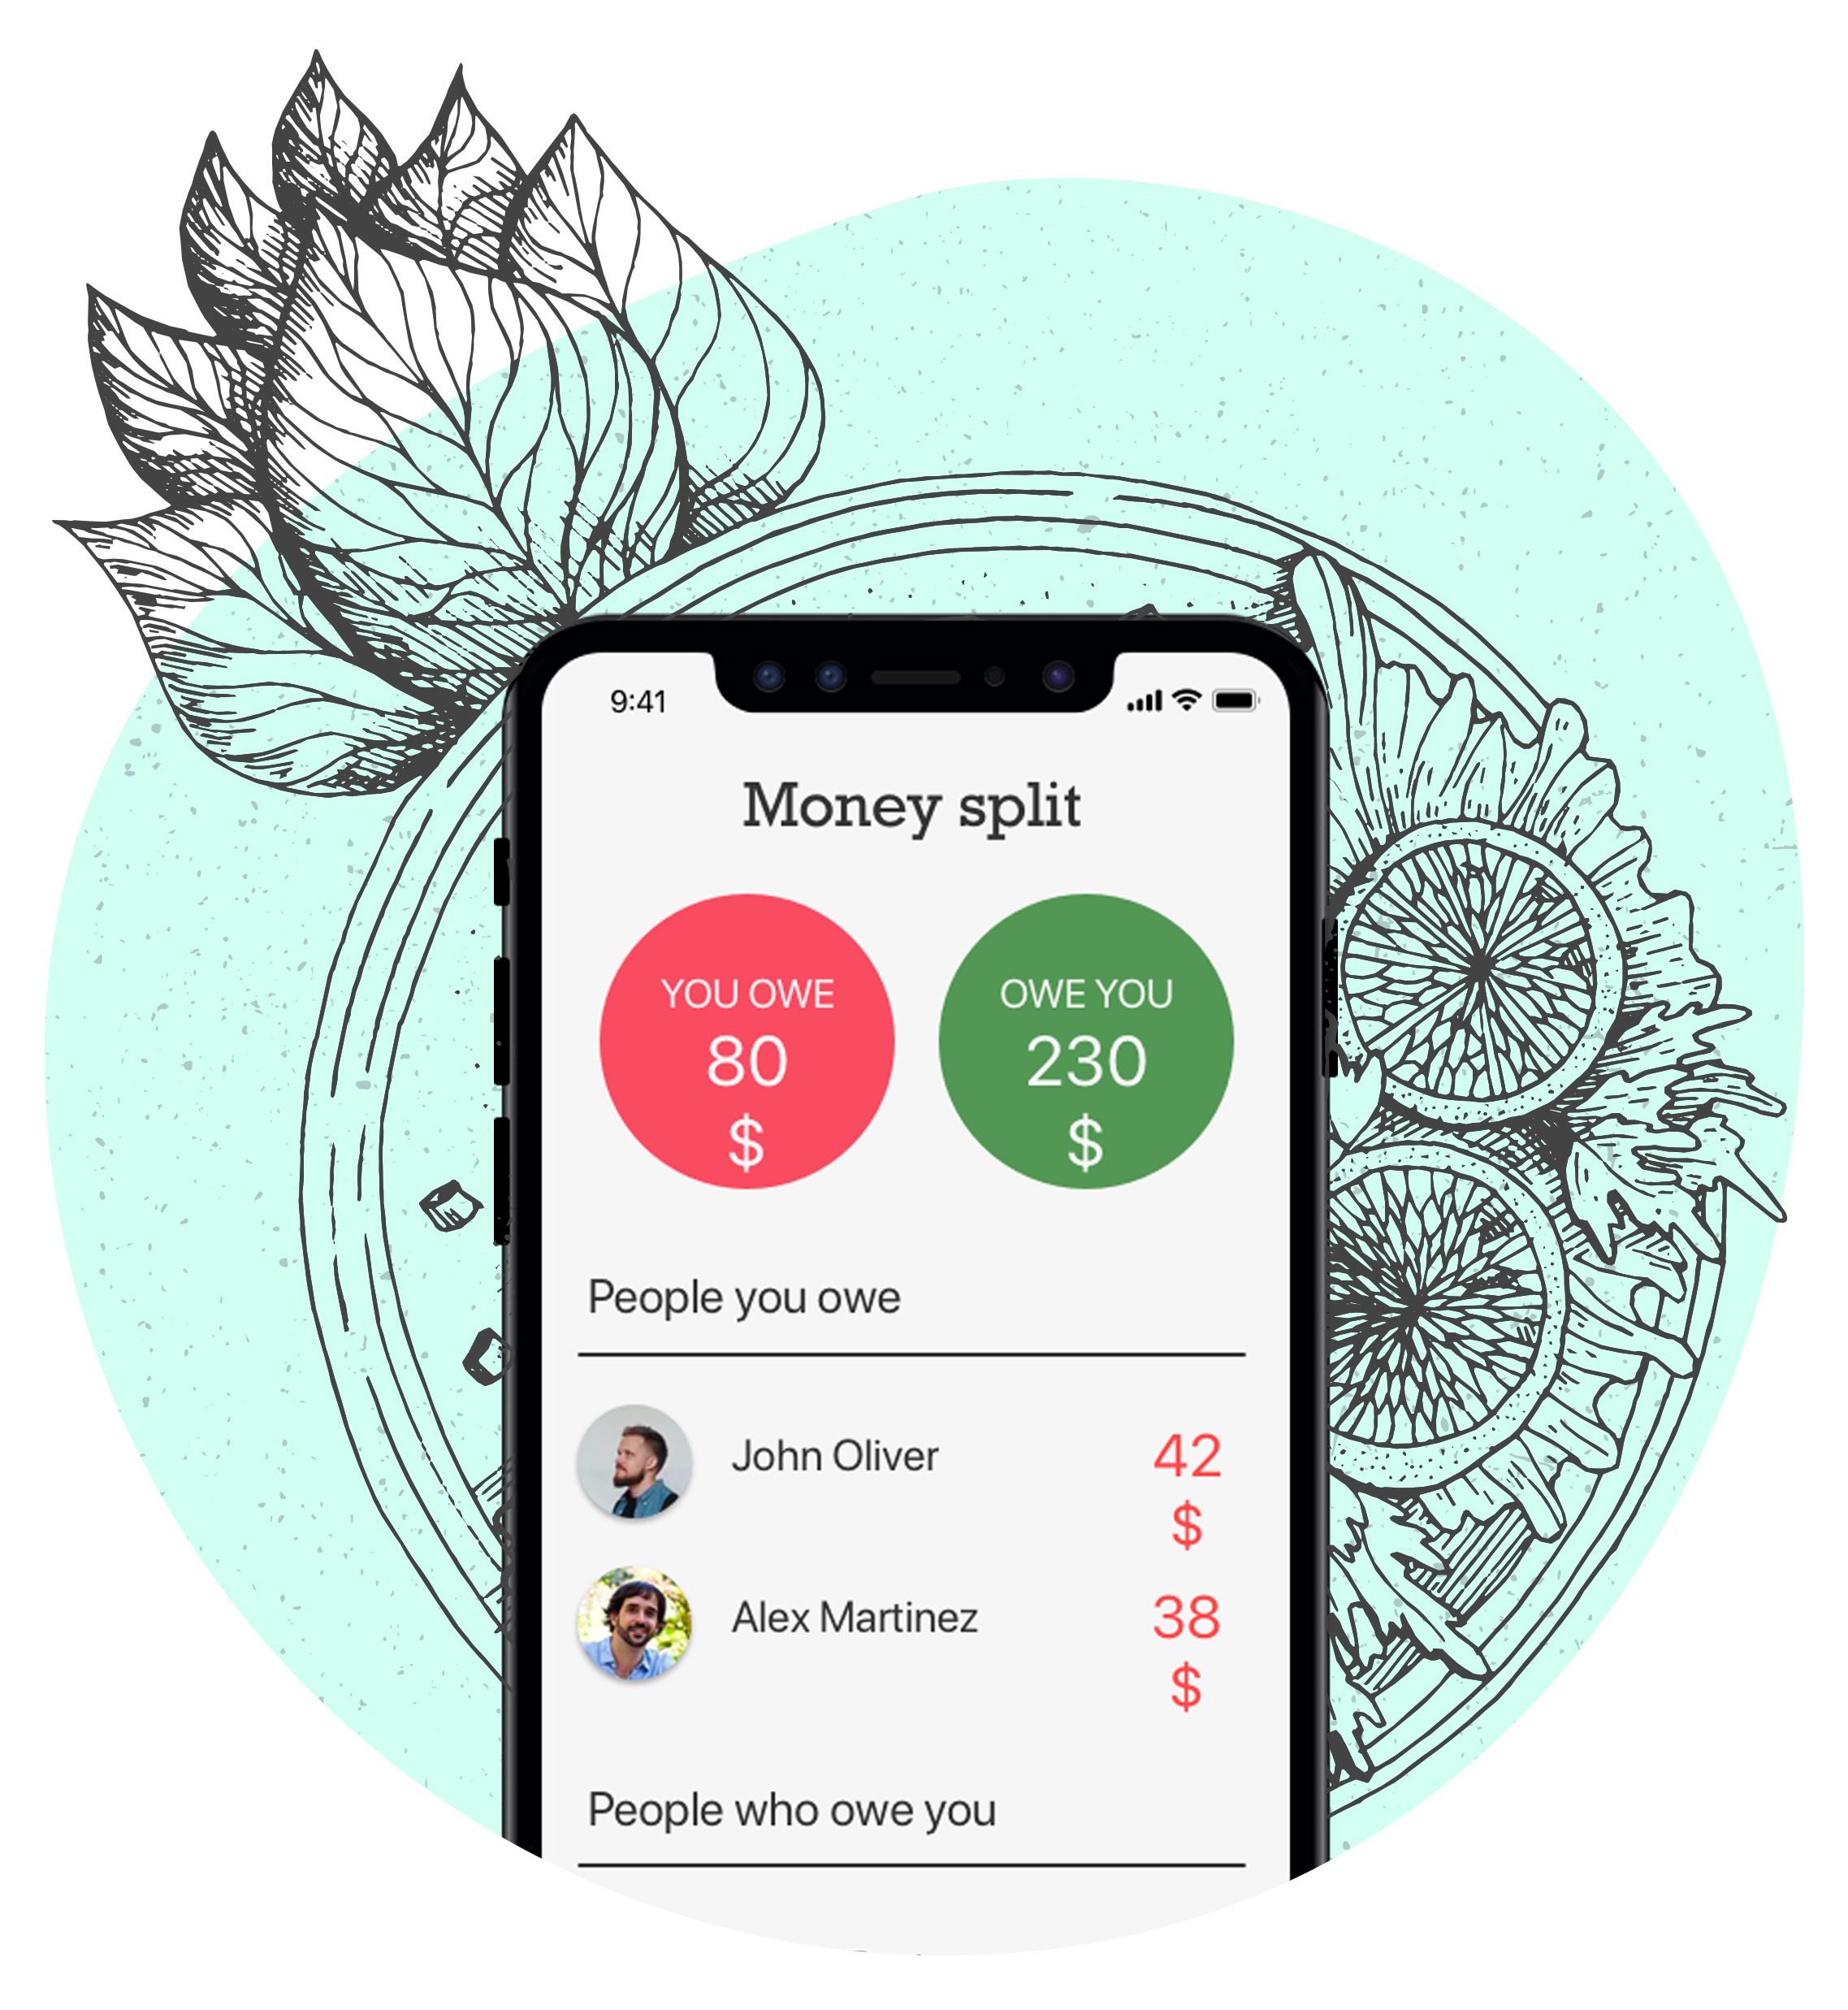 9:41
Money split
YOU OWE
80
$
OWE YOU
230
$
People you owe
John Oliver
42
$
Alex Martinez
38
$
People who owe you